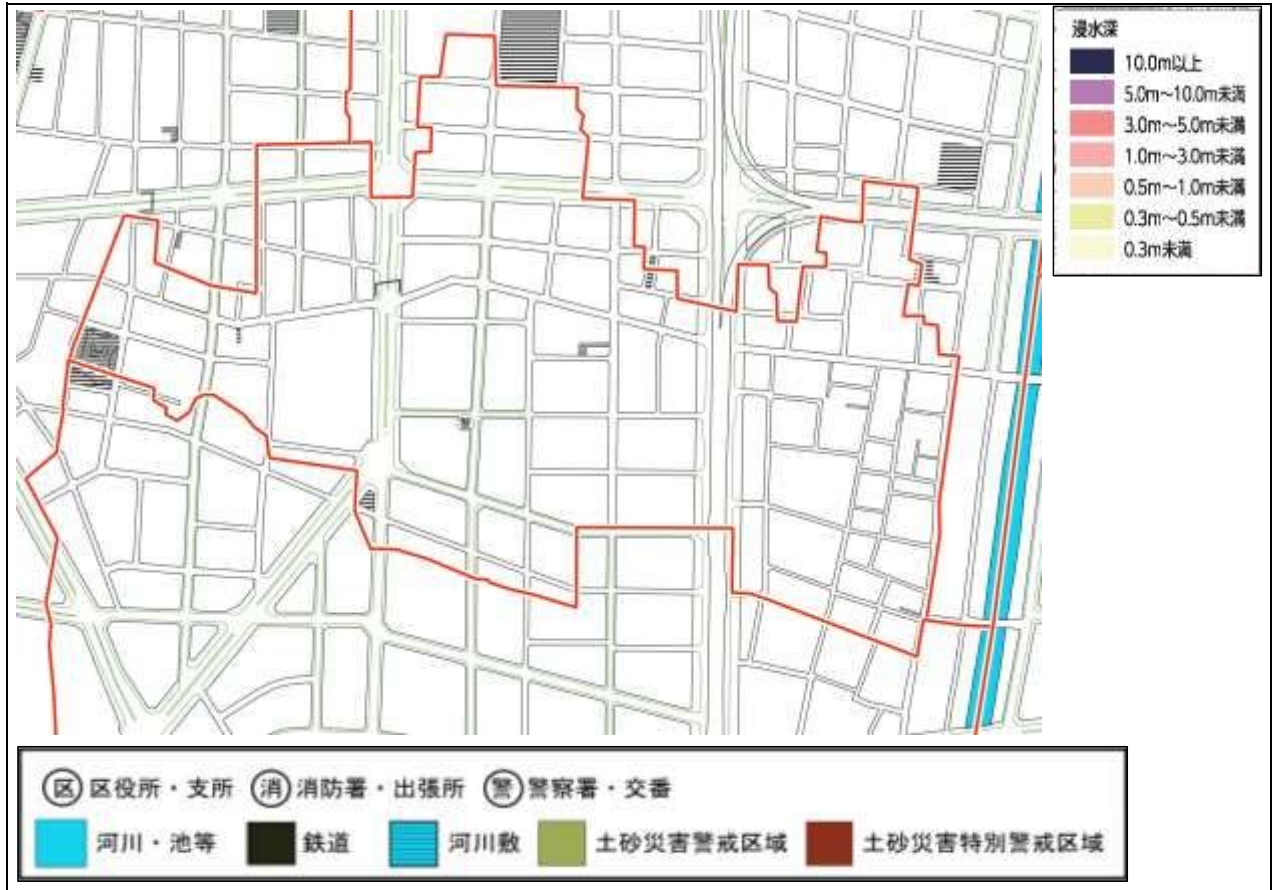 浸水深
10.0m以上
5.0m～10.0m未満
3.0m～5.0m未満
1.0m～3.0m未満
0.5m～1.0m未満
0.3m～0.5m未満
0.3m未満
区 区役所・支所 消 消防署・出張所 警 警察署・交番
河川・池等 鉄道 河川敷 土砂災害警戒区域 土砂災害特別警戒区域